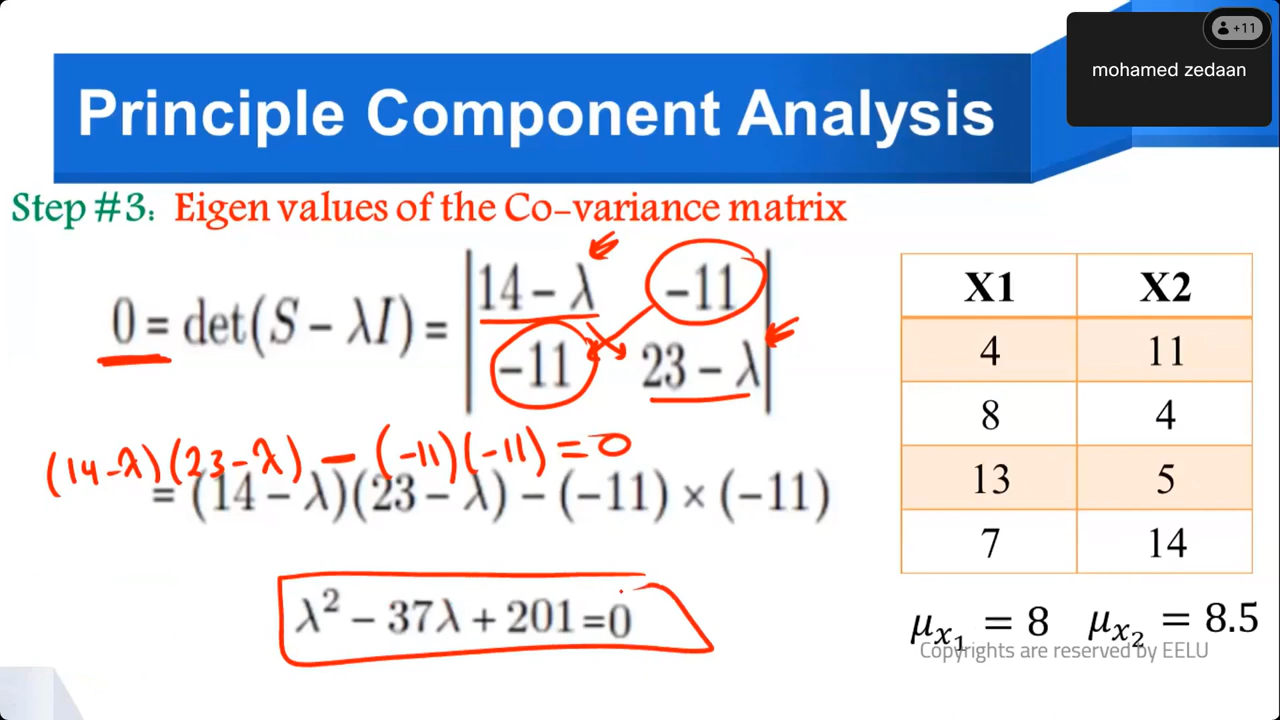 +11
mohamed zedaan
Principle Component Analysis
Step #3: Eigen values of the Co-variance matrix
0 = det(S − λI) = | 14 − λ −11 |
| −11 23 − λ |
(14-λ)(23-λ) - (-11)(-11) = 0
= (14 − λ)(23 − λ) − (−11) × (−11)
λ² − 37λ + 201 =0
X1 X2
4 11
8 4
13 5
7 14
μx₁ = 8 μx₂ = 8.5
Copyrights are reserved by EELU